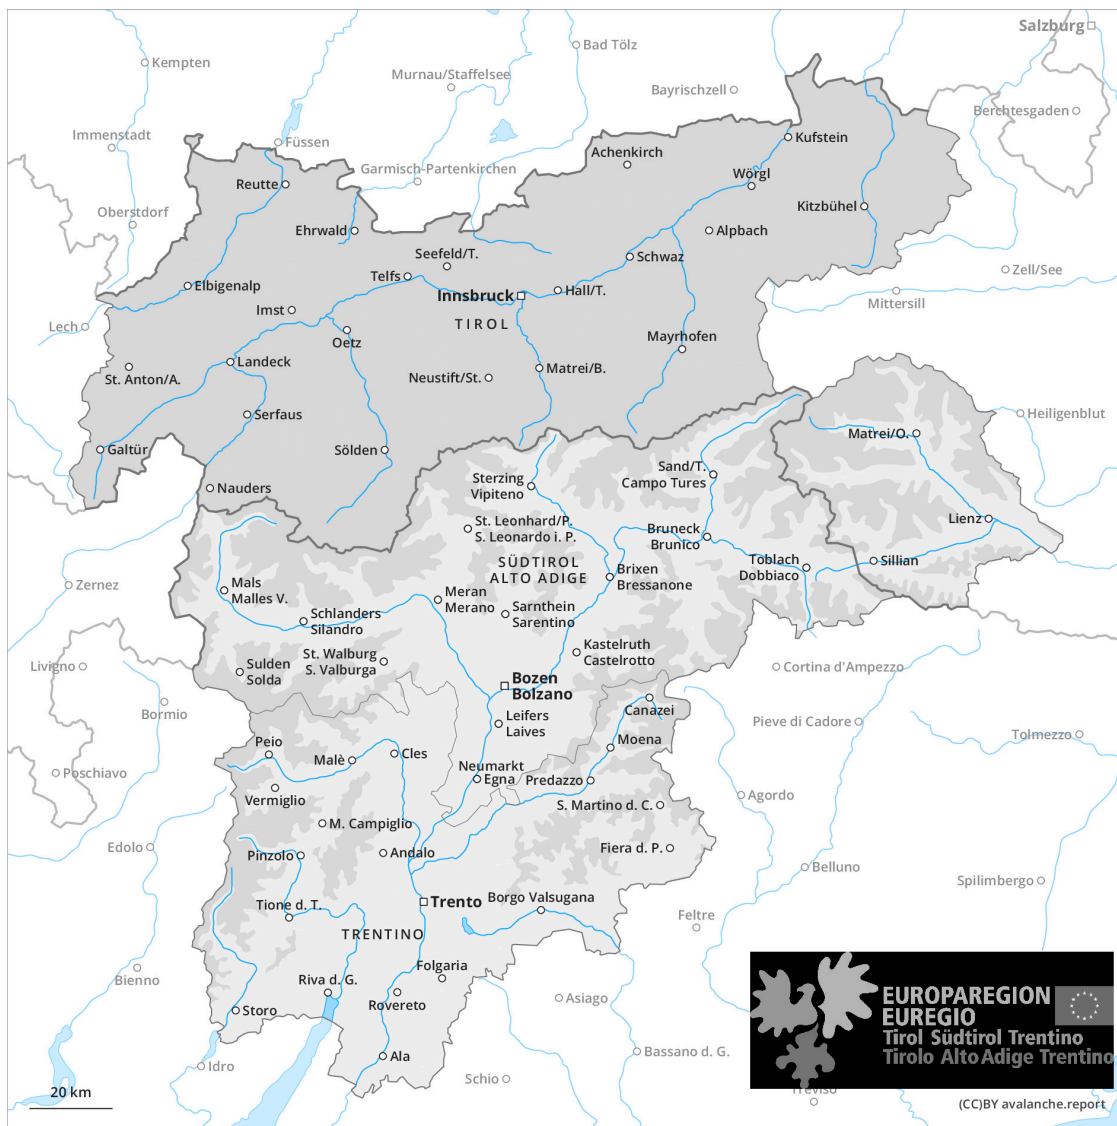 Salzburg
Bad Tölz
Kempten
Murnau/Staffelsee
Bayrischzell
Berchtesgaden
Immenstadt
Füssen
Kufstein
Achenkirch
Garmisch-Partenkirchen
Wörgl
Reutte
Kitzbühel
Oberstdorf
Ehrwald
Alpbach
Seefeld/T.
Schwaz
Zell/See
Telfs
Elbigenalp
Innsbruck
Hall/T.
Mittersill
Imst
TIROL
Lech
Oetz
Mayrhofen
Landeck
Matrei/B.
St. Anton/A.
Neustift/St.
Serfaus
Heiligenblut
Matrei/O.
Galtür
Sölden
Sand/T.
Campo Tures
Sterzing
Vipiteno
Nauders
Lienz
St. Leonhard/P.
S. Leonardo i. P.
Bruneck
Brunico
SÜDTIROL
ALTO ADIGE
Toblach
Dobbiaco
Sillian
Brixen
Bressanone
Zernez
Mals
Malles V.
Meran
Merano
Schlanders
Silandro
Sarnthein
Sarentino
Kastelruth
Castelrotto
St. Walburg
S. Valburga
Livigno
Sulden
Solda
Cortina d'Ampezzo
Bozen
Bolzano
Bormio
Canazei
Leifers
Laives
Pieve di Cadore
Tolmezzo
Peio
Moena
Malè
Cles
Poschiavo
Neumarkt
Egna
Predazzo
Vermiglio
S. Martino d. C.
Agordo
M. Campiglio
Edolo
Pinzolo
Andalo
Fiera d. P.
Belluno
Spilimbergo
Trento
Borgo Valsugana
Tione d. T.
Feltre
TRENTINO
Folgaria
Bienno
Riva d. G.
Rovereto
Asiago
Storo
EUROPAREGION
EUREGIO
Tirol Südtirol Trentino
Tirolo Alto Adige Trentino
Ala
Bassano d. G.
Idro
Schio
20 km
Treviso
(CC)BY avalanche.report